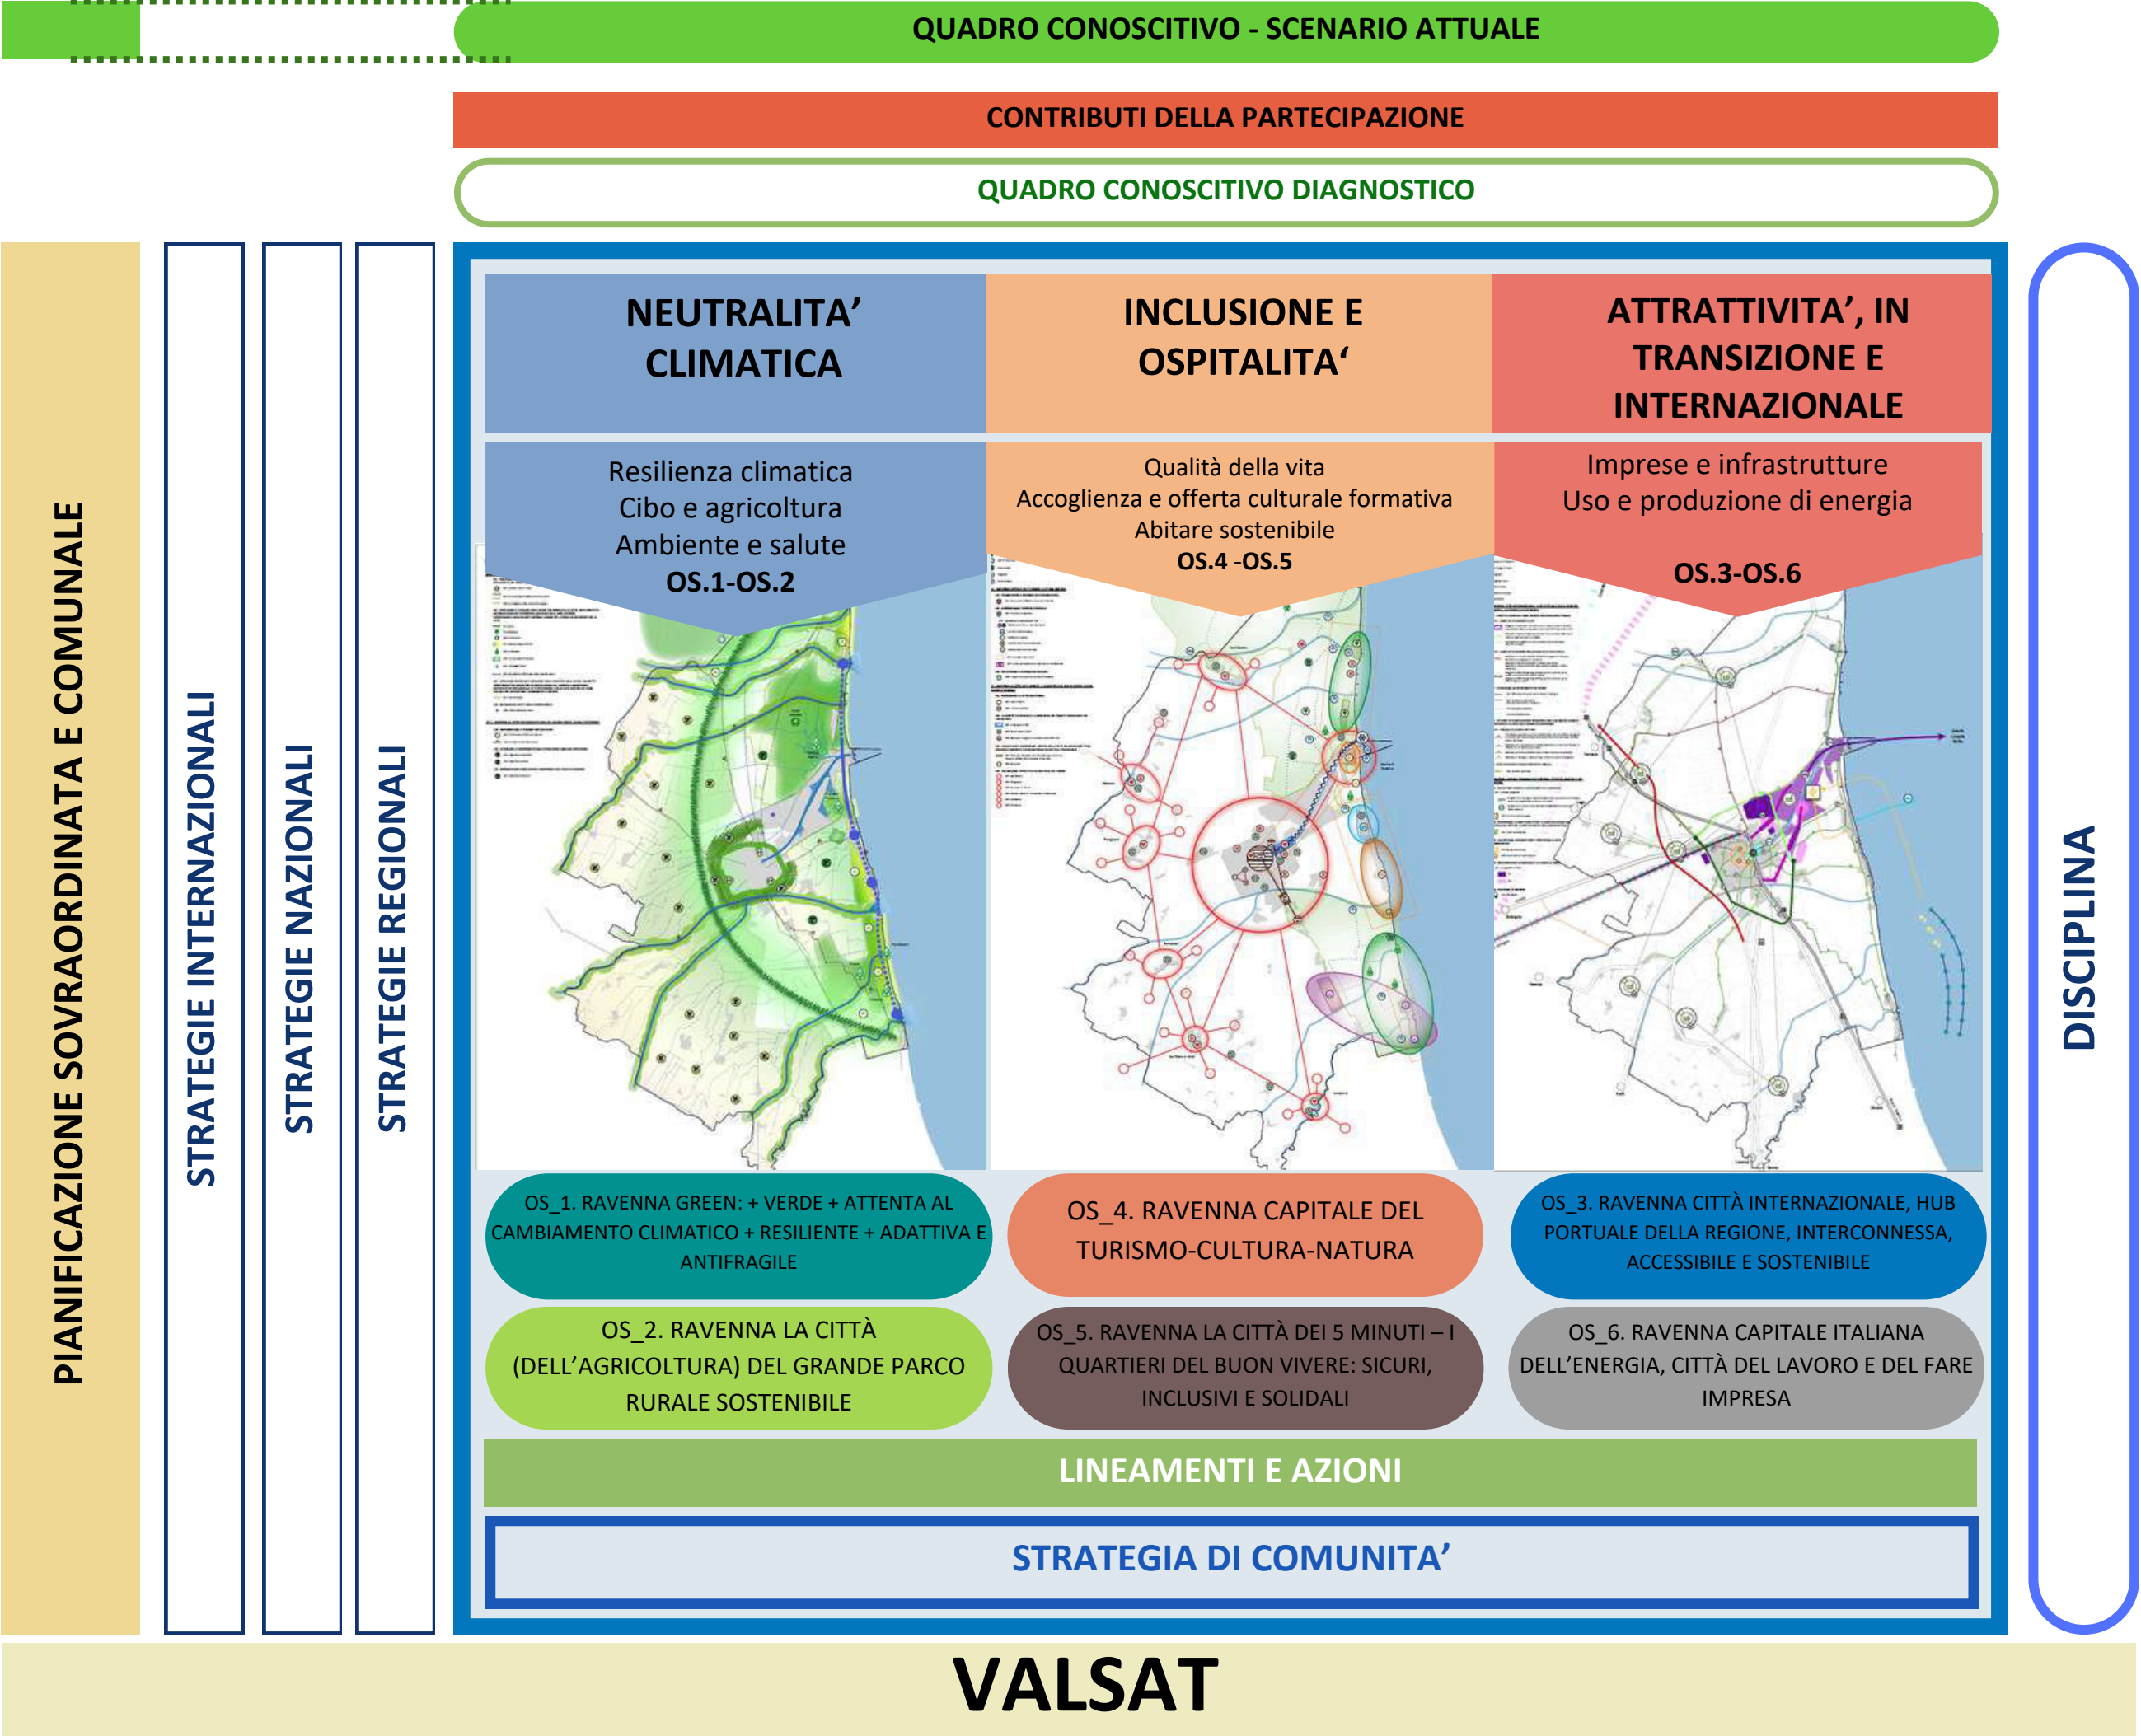 QUADRO CONOSCITIVO - SCENARIO ATTUALE
CONTRIBUTI DELLA PARTECIPAZIONE
QUADRO CONOSCITIVO DIAGNOSTICO
PIANIFICAZIONE SOVRAORDINATA E COMUNALE
STRATEGIE INTERNAZIONALI
STRATEGIE NAZIONALI
STRATEGIE REGIONALI
NEUTRALITA’
CLIMATICA
Resilienza climatica
Cibo e agricoltura
Ambiente e salute
OS.1-OS.2
INCLUSIONE E
OSPITALITA‘
Qualità della vita
Accoglienza e offerta culturale formativa
Abitare sostenibile
OS.4 -OS.5
ATTRATTIVITA’, IN
TRANSIZIONE E
INTERNAZIONALE
Imprese e infrastrutture
Uso e produzione di energia
OS.3-OS.6
OS_1. RAVENNA GREEN: + VERDE + ATTENTA AL
CAMBIAMENTO CLIMATICO + RESILIENTE + ADATTIVA E
ANTIFRAGILE
OS_4. RAVENNA CAPITALE DEL
TURISMO-CULTURA-NATURA
OS_3. RAVENNA CITTÀ INTERNAZIONALE, HUB
PORTUALE DELLA REGIONE, INTERCONNESSA,
ACCESSIBILE E SOSTENIBILE
OS_2. RAVENNA LA CITTÀ
(DELL’AGRICOLTURA) DEL GRANDE PARCO
RURALE SOSTENIBILE
OS_5. RAVENNA LA CITTÀ DEI 5 MINUTI – I
QUARTIERI DEL BUON VIVERE: SICURI,
INCLUSIVI E SOLIDALI
OS_6. RAVENNA CAPITALE ITALIANA
DELL’ENERGIA, CITTÀ DEL LAVORO E DEL FARE
IMPRESA
LINEAMENTI E AZIONI
STRATEGIA DI COMUNITA’
DISCIPLINA
VALSAT